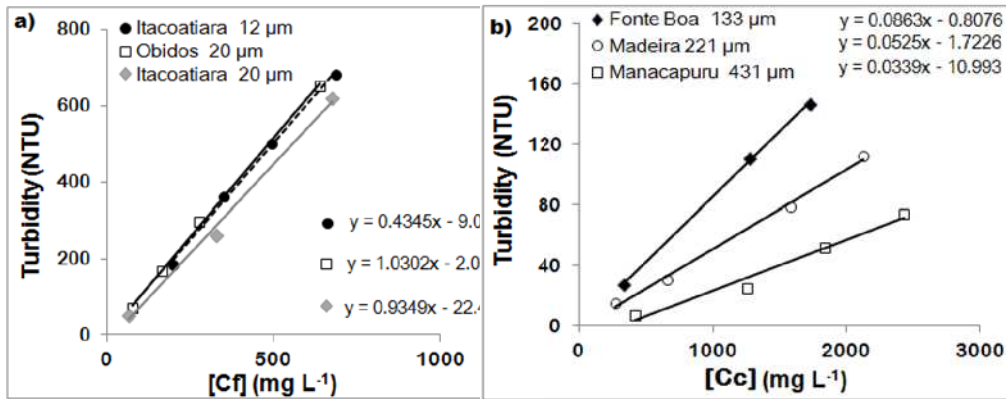 a)
Itacoatiara 12 µm
Obidos 20 µm
Itacoatiara 20 µm
800
600
400
200
0
Turbidity (NTU)
y = 0.4345x - 9.0
y = 1.0302x - 2.0
y = 0.9349x - 22.4
0 500 1000
[Cf] (mg L-1)
b)
Fonte Boa 133 µm
Madeira 221 µm
Manacapuru 431 µm
y = 0.0863x - 0.8076
y = 0.0525x - 1.7226
y = 0.0339x - 10.993
200
160
120
80
40
0
Turbidity (NTU)
0 1000 2000 3000
[Cc] (mg L-1)